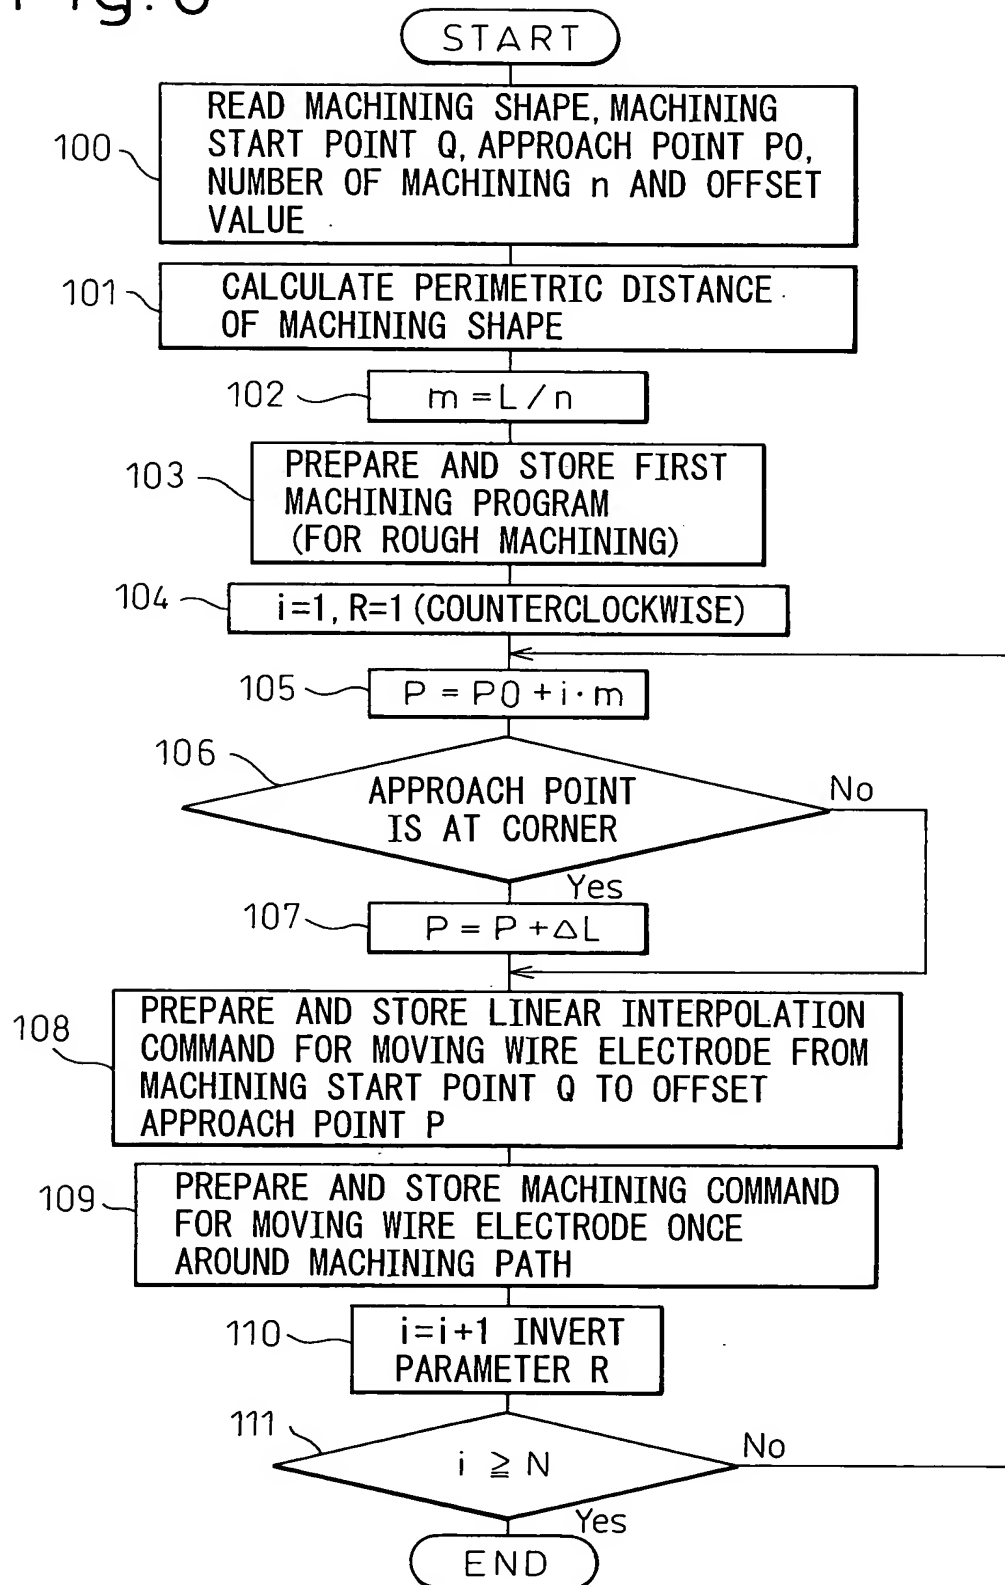 START
100
READ MACHINING SHAPE, MACHINING
START POINT Q, APPROACH POINT P0,
NUMBER OF MACHINING n AND OFFSET
VALUE
101
CALCULATE PERIMETRIC DISTANCE
OF MACHINING SHAPE
102
m = L / n
103
PREPARE AND STORE FIRST
MACHINING PROGRAM
(FOR ROUGH MACHINING)
104
i=1, R=1 (COUNTERCLOCKWISE)
105
P = P0 + i · m
106
APPROACH POINT
IS AT CORNER
No
Yes
107
P = P + △L
108
PREPARE AND STORE LINEAR INTERPOLATION
COMMAND FOR MOVING WIRE ELECTRODE FROM
MACHINING START POINT Q TO OFFSET
APPROACH POINT P
109
PREPARE AND STORE MACHINING COMMAND
FOR MOVING WIRE ELECTRODE ONCE
AROUND MACHINING PATH
110
i=i+1 INVERT
PARAMETER R
111
i ≧ N
No
Yes
END